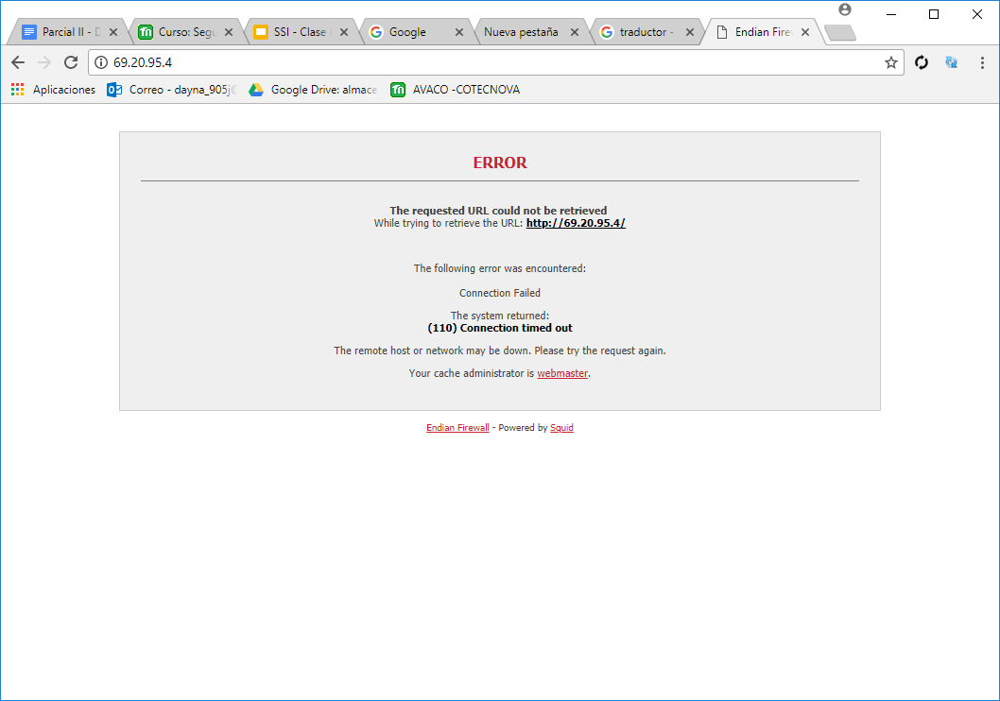 Parcial II - D
Curso: Segu
SSI - Clase
Google
Nueva pestaña
traductor -
Endian Fire
69.20.95.4
Aplicaciones
Correo - dayna_905j@
Google Drive: almace
AVACO -COTECNOVA
ERROR
The requested URL could not be retrieved
While trying to retrieve the URL: http://69.20.95.4/
The following error was encountered:
Connection Failed
The system returned:
(110) Connection timed out
The remote host or network may be down. Please try the request again.
Your cache administrator is webmaster.
Endian Firewall - Powered by Squid